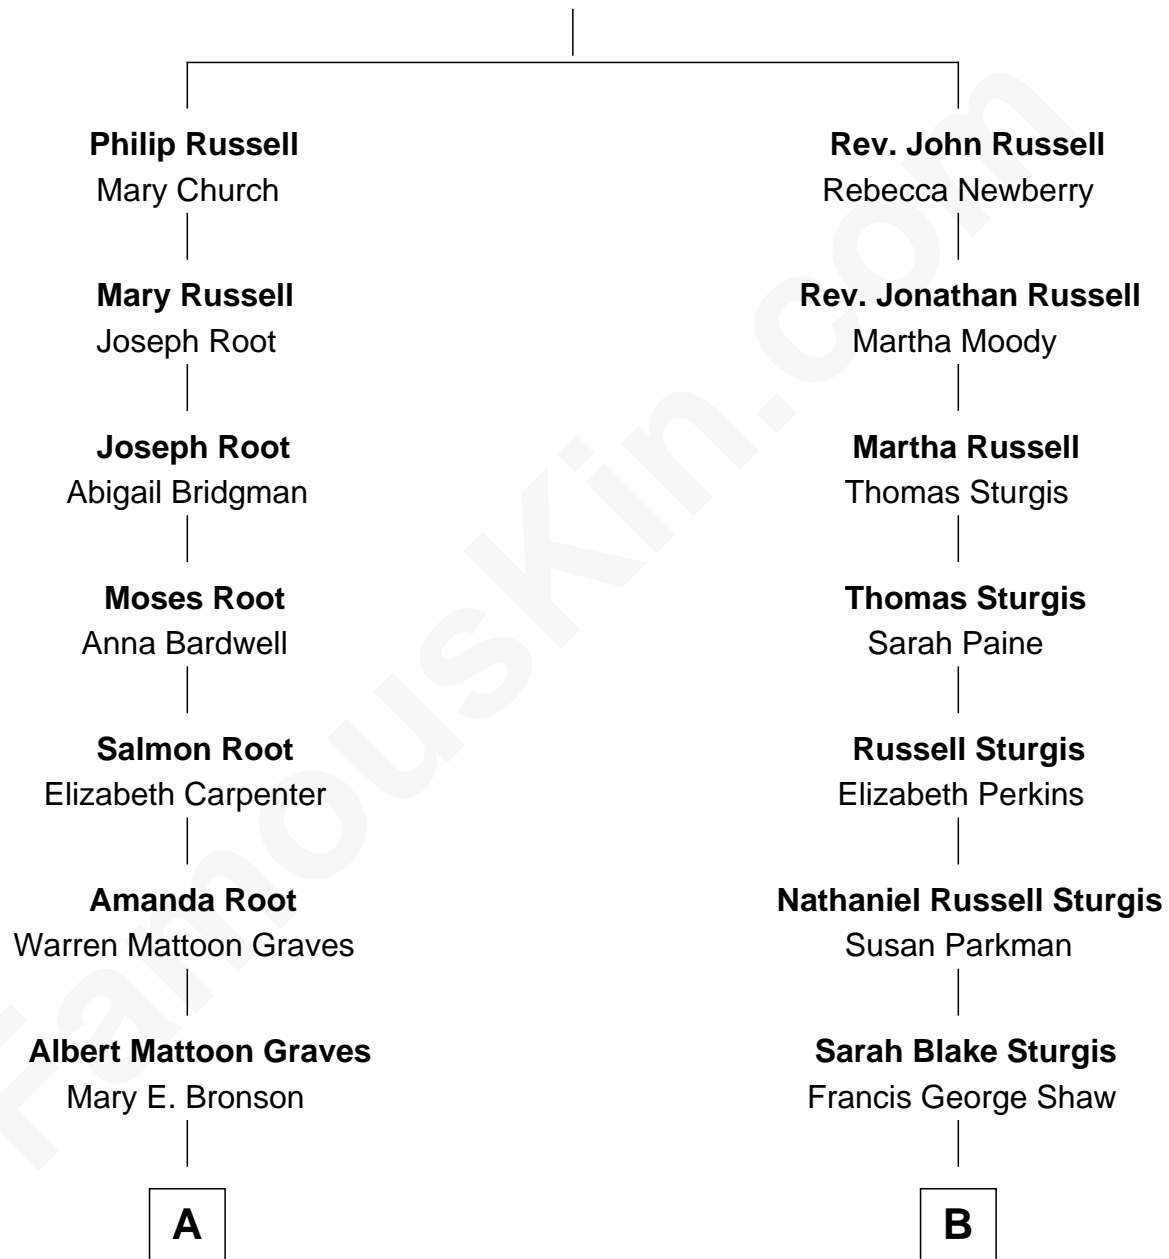 Philip Russell
Mary Church
Rev. John Russell
Rebecca Newberry
Mary Russell
Joseph Root
Rev. Jonathan Russell
Martha Moody
Joseph Root
Abigail Bridgman
Martha Russell
Thomas Sturgis
Moses Root
Anna Bardwell
Thomas Sturgis
Sarah Paine
Salmon Root
Elizabeth Carpenter
Russell Sturgis
Elizabeth Perkins
Amanda Root
Warren Mattoon Graves
Nathaniel Russell Sturgis
Susan Parkman
Albert Mattoon Graves
Mary E. Bronson
Sarah Blake Sturgis
Francis George Shaw
A
B
FamousKin.com